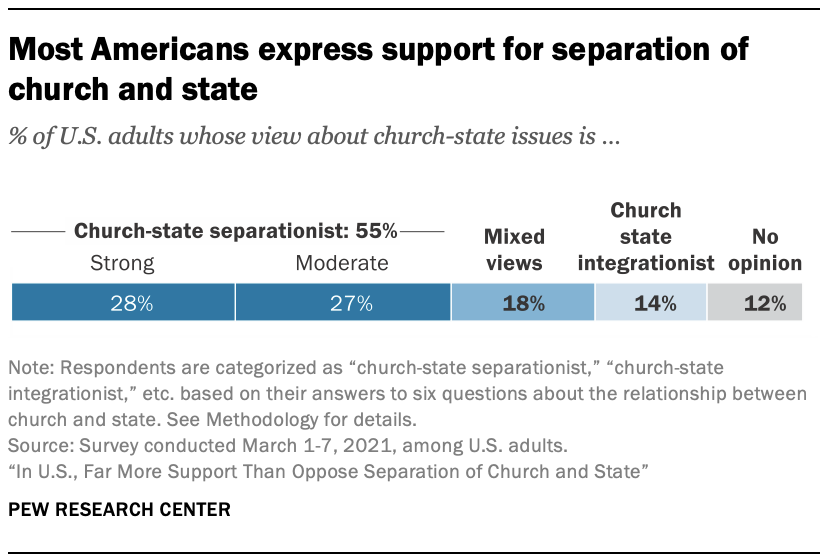 Most Americans express support for separation of
church and state
% of U.S. adults whose view about church-state issues is ...
Church-state separationist: 55%
Strong
Moderate
Mixed
views
Church
state
integrationist
No
opinion
28%
27%
18%
14%
12%
Note: Respondents are categorized as “church-state separationist,” “church-state
integrationist,” etc. based on their answers to six questions about the relationship between
church and state. See Methodology for details.
Source: Survey conducted March 1-7, 2021, among U.S. adults.
“In U.S., Far More Support Than Oppose Separation of Church and State”
PEW RESEARCH CENTER